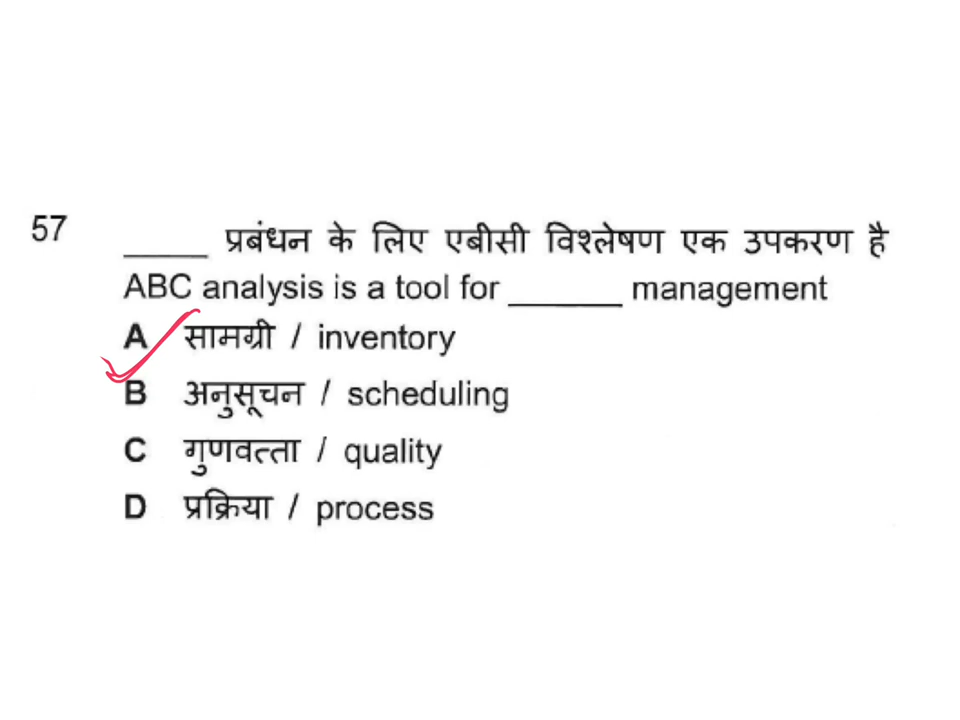 57 _____ प्रबंधन के लिए एबीसी विश्लेषण एक उपकरण है
ABC analysis is a tool for _______ management
A सामग्री / inventory
B अनुसूचन / scheduling
C गुणवत्ता / quality
D प्रक्रिया / process